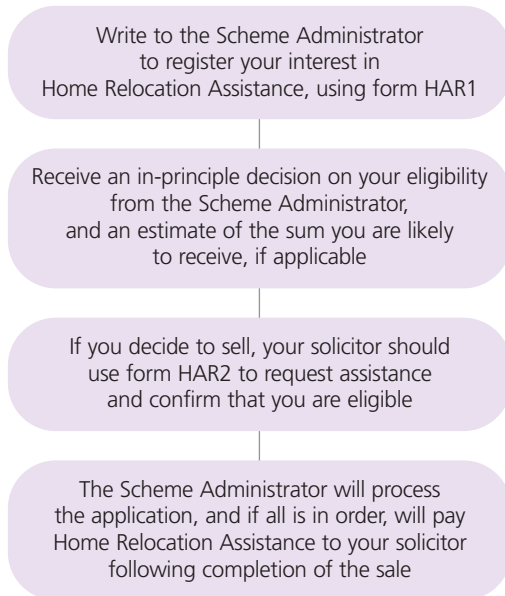 Write to the Scheme Administrator
to register your interest in
Home Relocation Assistance, using form HAR1
Receive an in-principle decision on your eligibility
from the Scheme Administrator,
and an estimate of the sum you are likely
to receive, if applicable
If you decide to sell, your solicitor should
use form HAR2 to request assistance
and confirm that you are eligible
The Scheme Administrator will process
the application, and if all is in order, will pay
Home Relocation Assistance to your solicitor
following completion of the sale